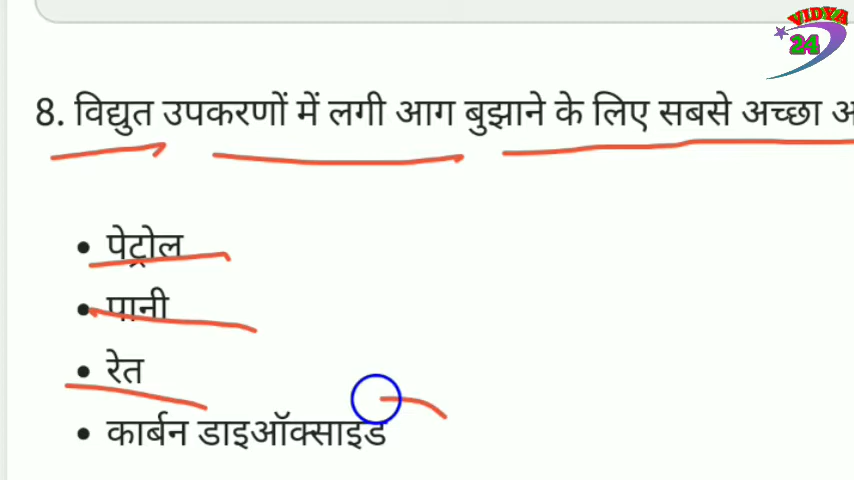 VIDYA
24
8. विद्युत उपकरणों में लगी आग बुझाने के लिए सबसे अच्छा
• पेट्रोल
• पानी
• रेत
• कार्बन डाइऑक्साइड